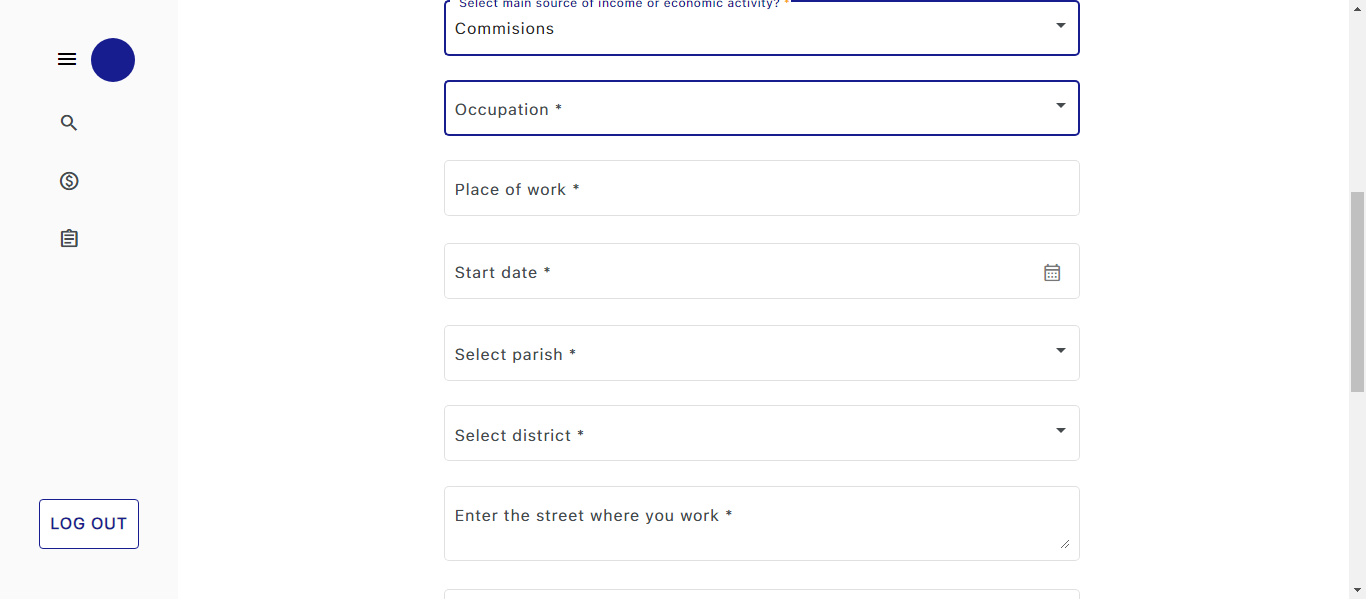 Select main source of income or economic activity? *
Commisions
Occupation *
Place of work *
Start date *
Select parish *
Select district *
Enter the street where you work *
LOG OUT